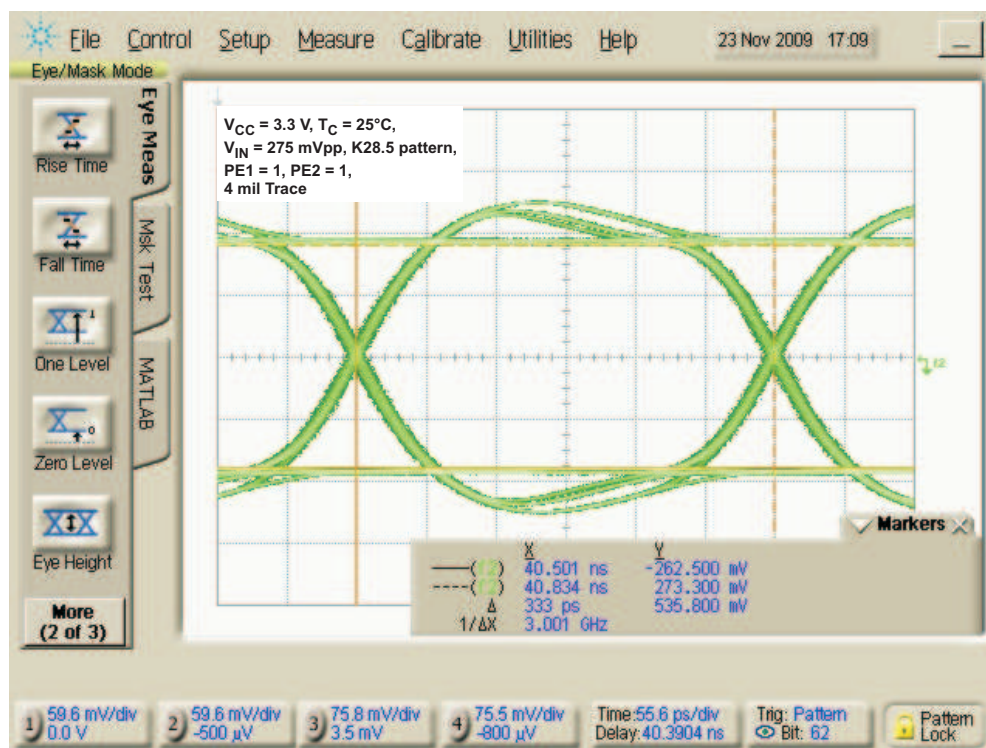 File Control Setup Measure Calibrate Utilities Help 23 Nov 2009 17:09
Eye/Mask Mode
Eye Meas
Msk Test
MATLAB
Rise Time
Fall Time
One Level
Zero Level
Eye Height
More
(2 of 3)
VCC = 3.3 V, TC = 25°C,
VIN = 275 mVpp, K28.5 pattern,
PE1 = 1, PE2 = 1,
4 mil Trace
f2
Markers
X Y
——(f2) 40.501 ns -262.500 mV
----(f2) 40.834 ns 273.300 mV
Δ 333 ps 535.800 mV
1/ΔX 3.001 GHz
1) 59.6 mV/div
0.0 V
2) 59.6 mV/div
-500 µV
3) 75.8 mV/div
3.5 mV
4) 75.5 mV/div
-800 µV
Time:55.6 ps/div
Delay:40.3904 ns
Trig: Pattern
Bit: 62
Pattern
Lock